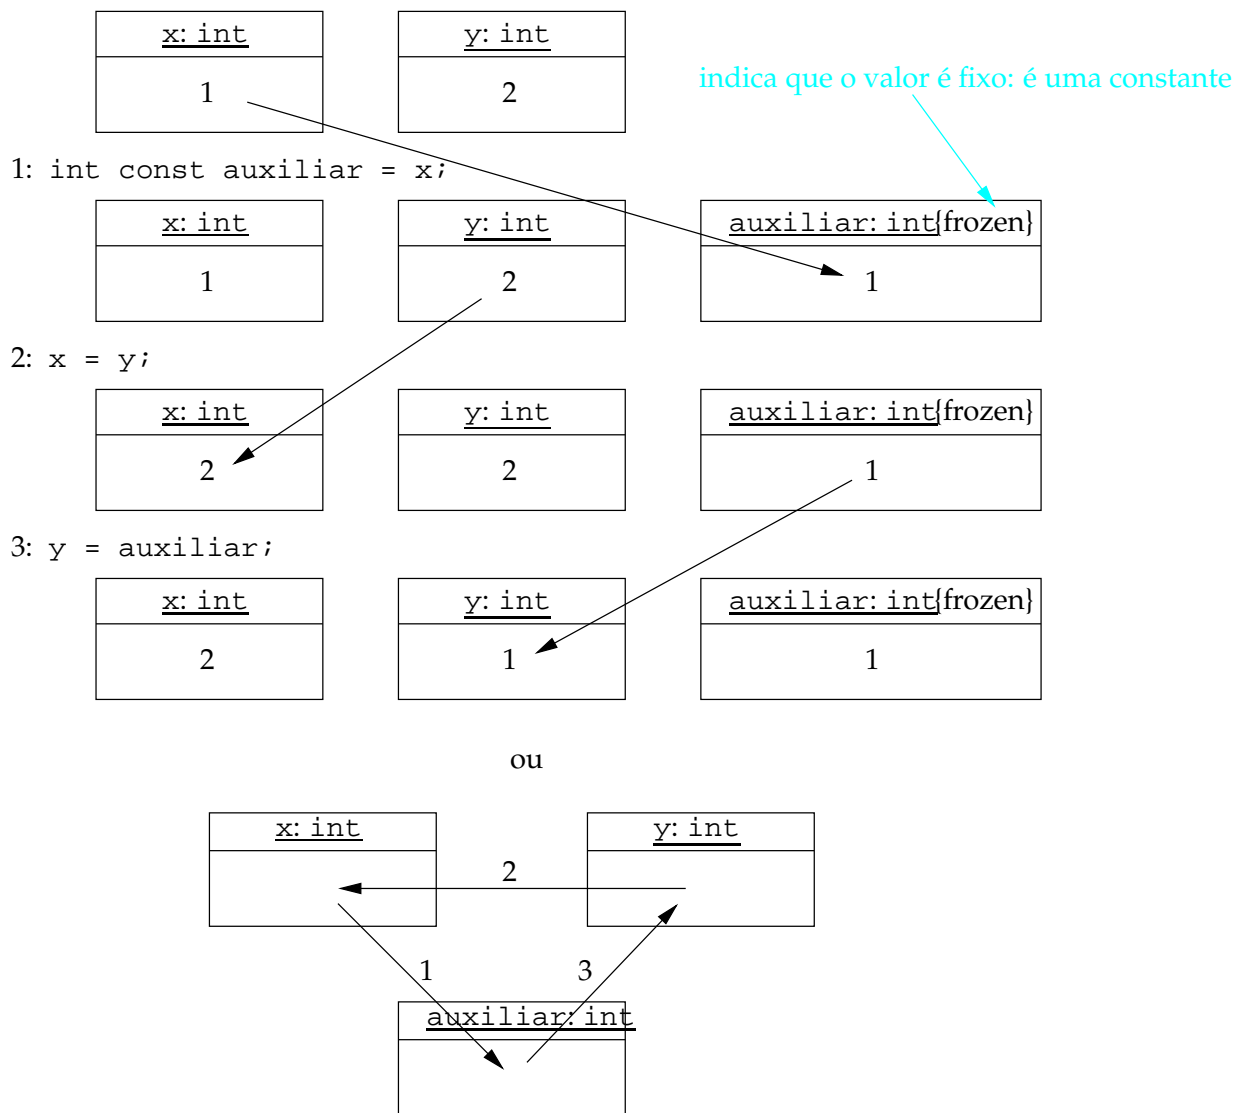 x: int y: int
indica que o valor é fixo: é uma constante
1 2
1: int const auxiliar = x;
x: int y: int auxiliar: int{frozen}
1 2 1
2: x = y;
x: int y: int auxiliar: int{frozen}
2 2 1
3: y = auxiliar;
x: int y: int auxiliar: int{frozen}
2 1 1
ou
x: int y: int
2
1 3
auxiliar: int